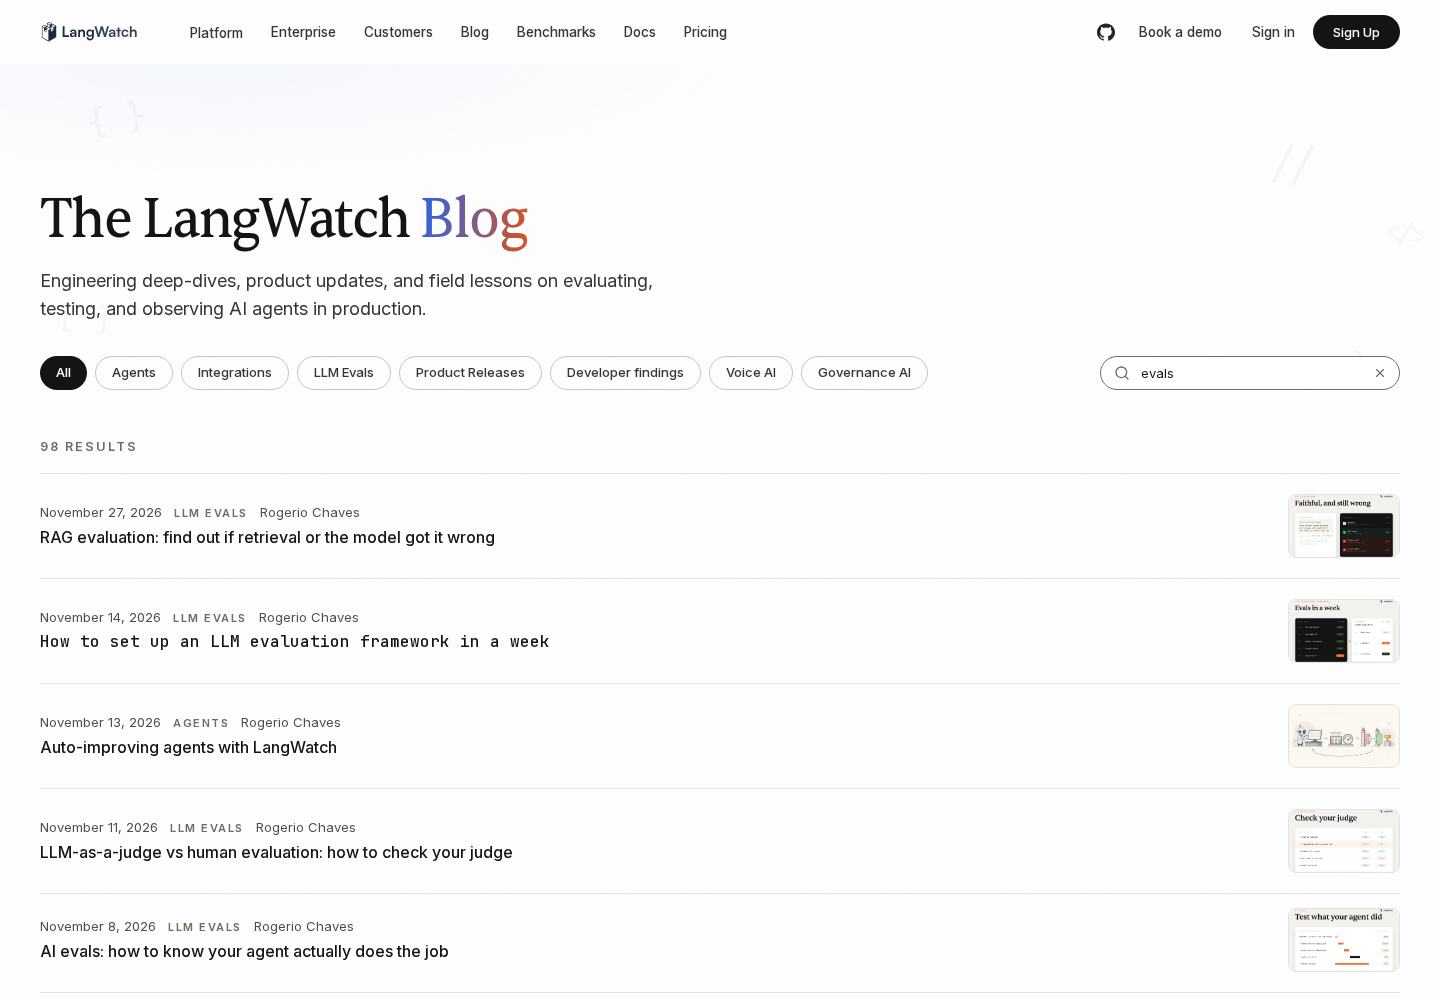 LangWatch
Platform
Enterprise
Customers
Blog
Benchmarks
Docs
Pricing
Book a demo
Sign in
Sign Up
{ }
//
</>
The LangWatch Blog
Engineering deep-dives, product updates, and field lessons on evaluating,
testing, and observing AI agents in production.
[ ]
All
Agents
Integrations
LLM Evals
Product Releases
Developer findings
Voice AI
Governance AI
evals
98 RESULTS
November 27, 2026 LLM EVALS Rogerio Chaves
RAG evaluation: find out if retrieval or the model got it wrong
Faithful, and still wrong
November 14, 2026 LLM EVALS Rogerio Chaves
How to set up an LLM evaluation framework in a week
Evals in a week
November 13, 2026 AGENTS Rogerio Chaves
Auto-improving agents with LangWatch
November 11, 2026 LLM EVALS Rogerio Chaves
LLM-as-a-judge vs human evaluation: how to check your judge
Check your judge
November 8, 2026 LLM EVALS Rogerio Chaves
AI evals: how to know your agent actually does the job
Test what your agent did